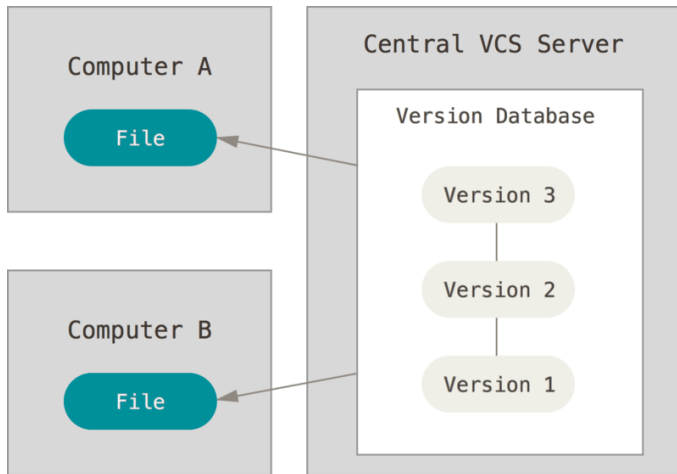 Computer A
File
Computer B
File
Central VCS Server
Version Database
Version 3
Version 2
Version 1